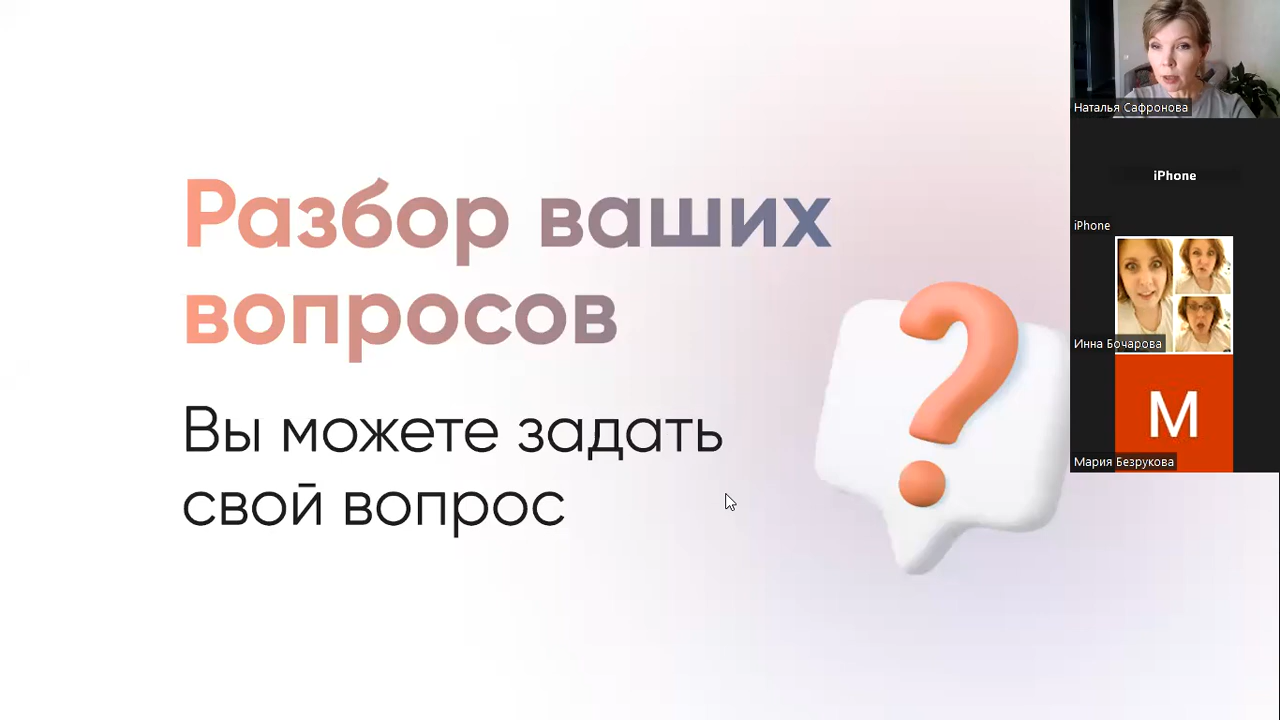 Разбор ваших
вопросов
Вы можете задать
свой вопрос
Наталья Сафронова
iPhone
iPhone
Инна Бочарова
М
Мария Безрукова